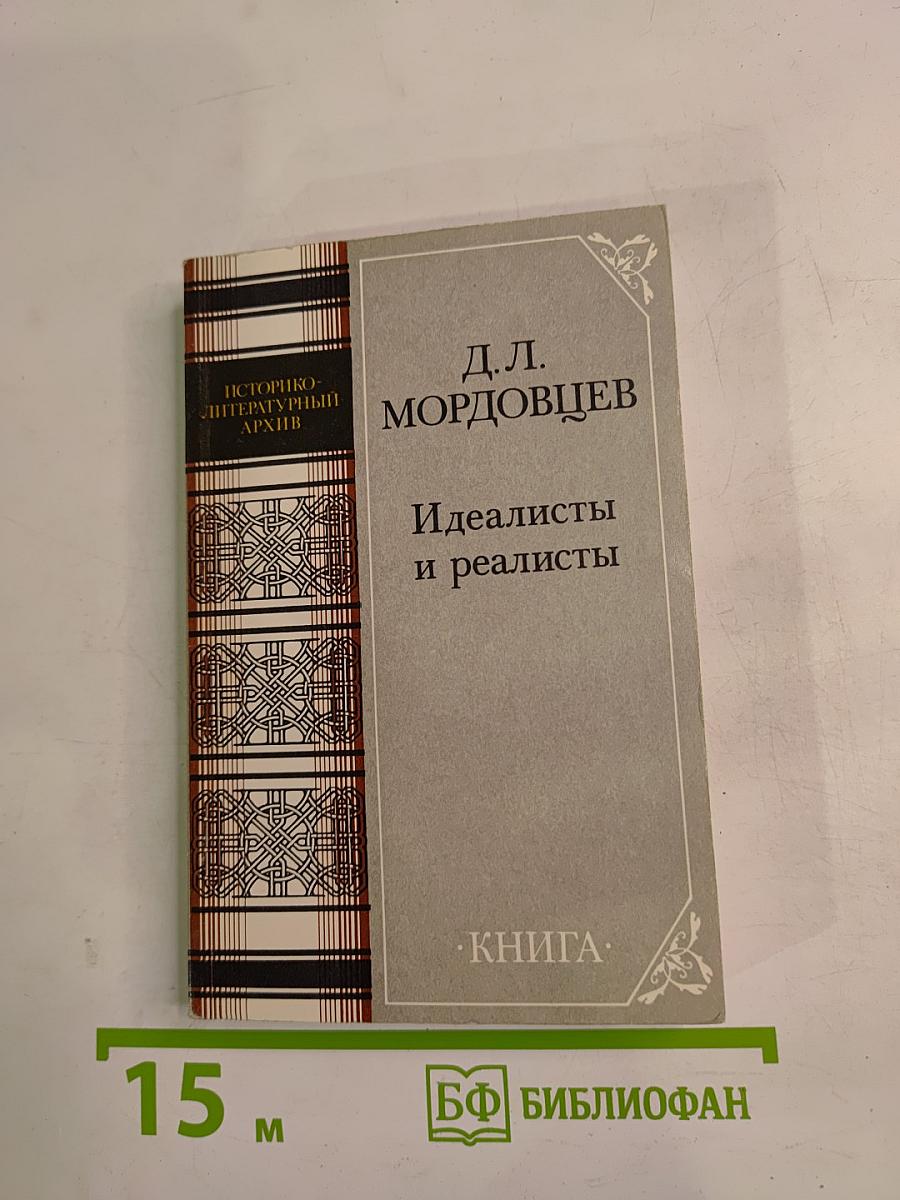 ИСТОРИКО-
ЛИТЕРАТУРНЫЙ
АРХИВ
Д. Л.
МОРДОВЦЕВ
Идеалисты
и реалисты
·КНИГА·
15 м
БФ БИБЛИОФАН